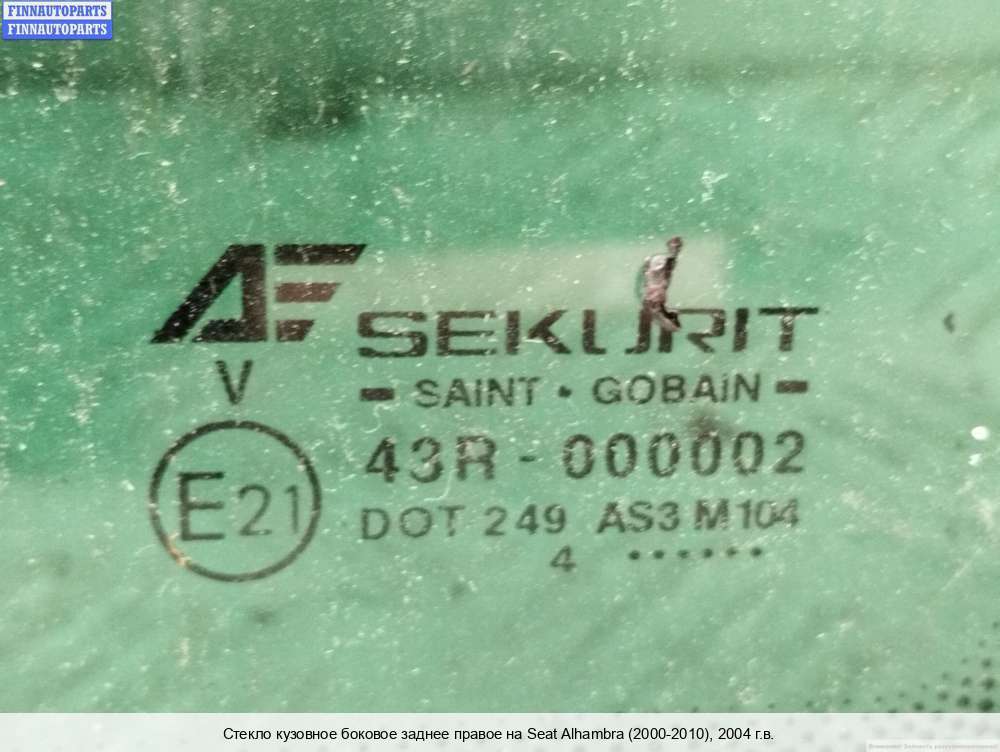 FINNAUTOPARTS
FINNAUTOPARTS
AF
SEKURIT
V
SAINT · GOBAIN
43R - 000002
E21
DOT 249 AS3 M104
4 ······
Стекло кузовное боковое заднее правое на Seat Alhambra (2000-2010), 2004 г.в.